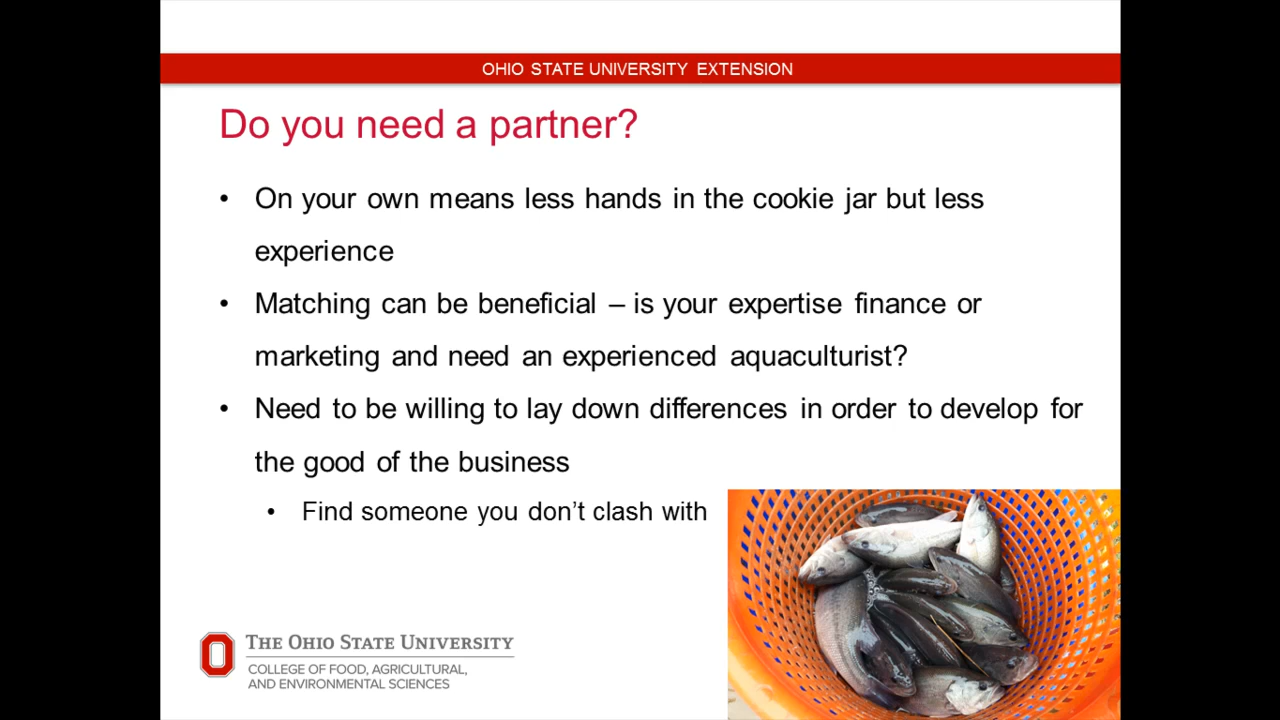 OHIO STATE UNIVERSITY EXTENSION
Do you need a partner?
• On your own means less hands in the cookie jar but less
experience
• Matching can be beneficial – is your expertise finance or
marketing and need an experienced aquaculturist?
• Need to be willing to lay down differences in order to develop for
the good of the business
• Find someone you don’t clash with
THE OHIO STATE UNIVERSITY
COLLEGE OF FOOD, AGRICULTURAL,
AND ENVIRONMENTAL SCIENCES